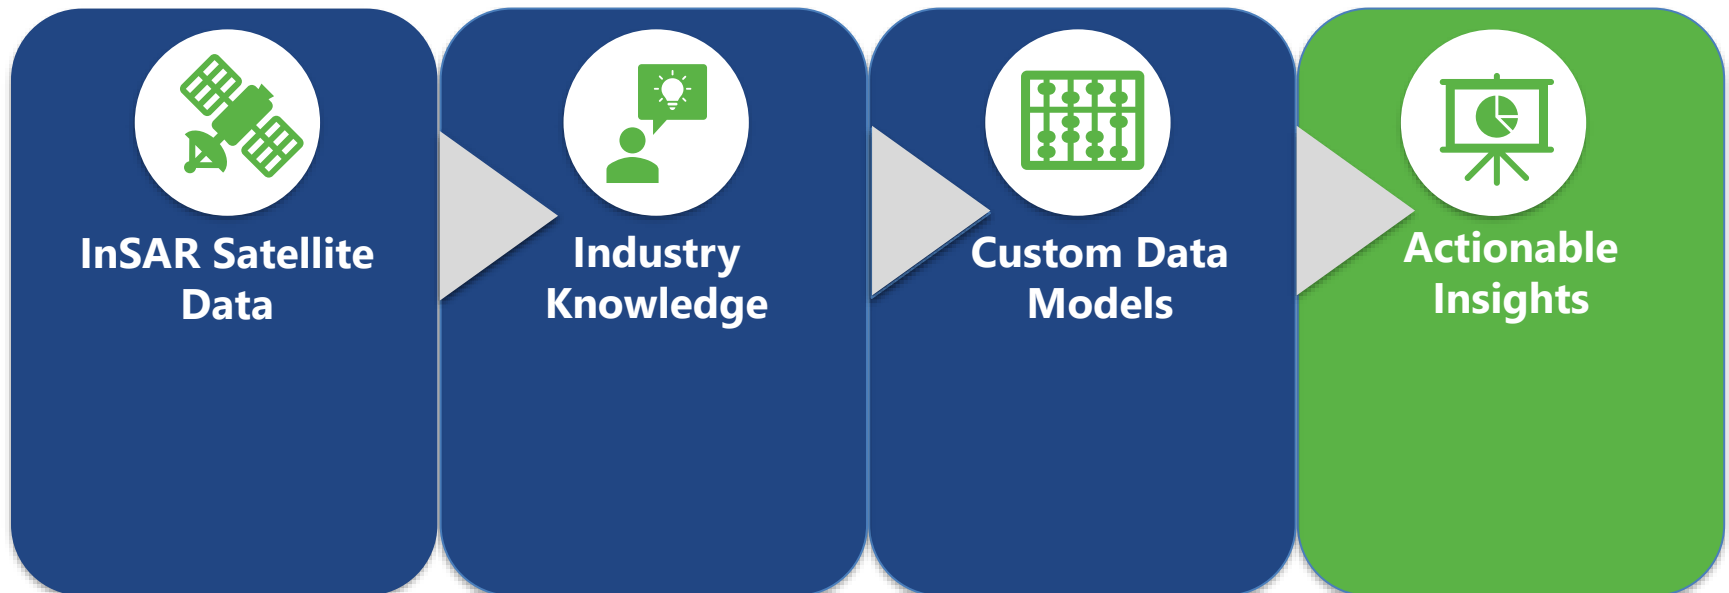 InSAR Satellite
Data
Industry
Knowledge
Custom Data
Models
Actionable
Insights